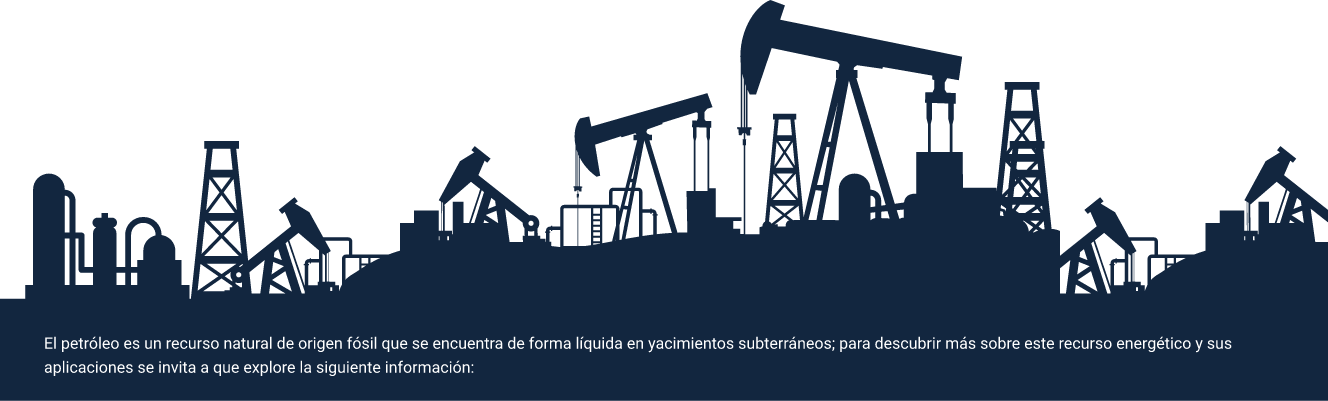 El petróleo es un recurso natural de origen fósil que se encuentra de forma líquida en yacimientos subterráneos; para descubrir más sobre este recurso energético y sus
aplicaciones se invita a que explore la siguiente información: